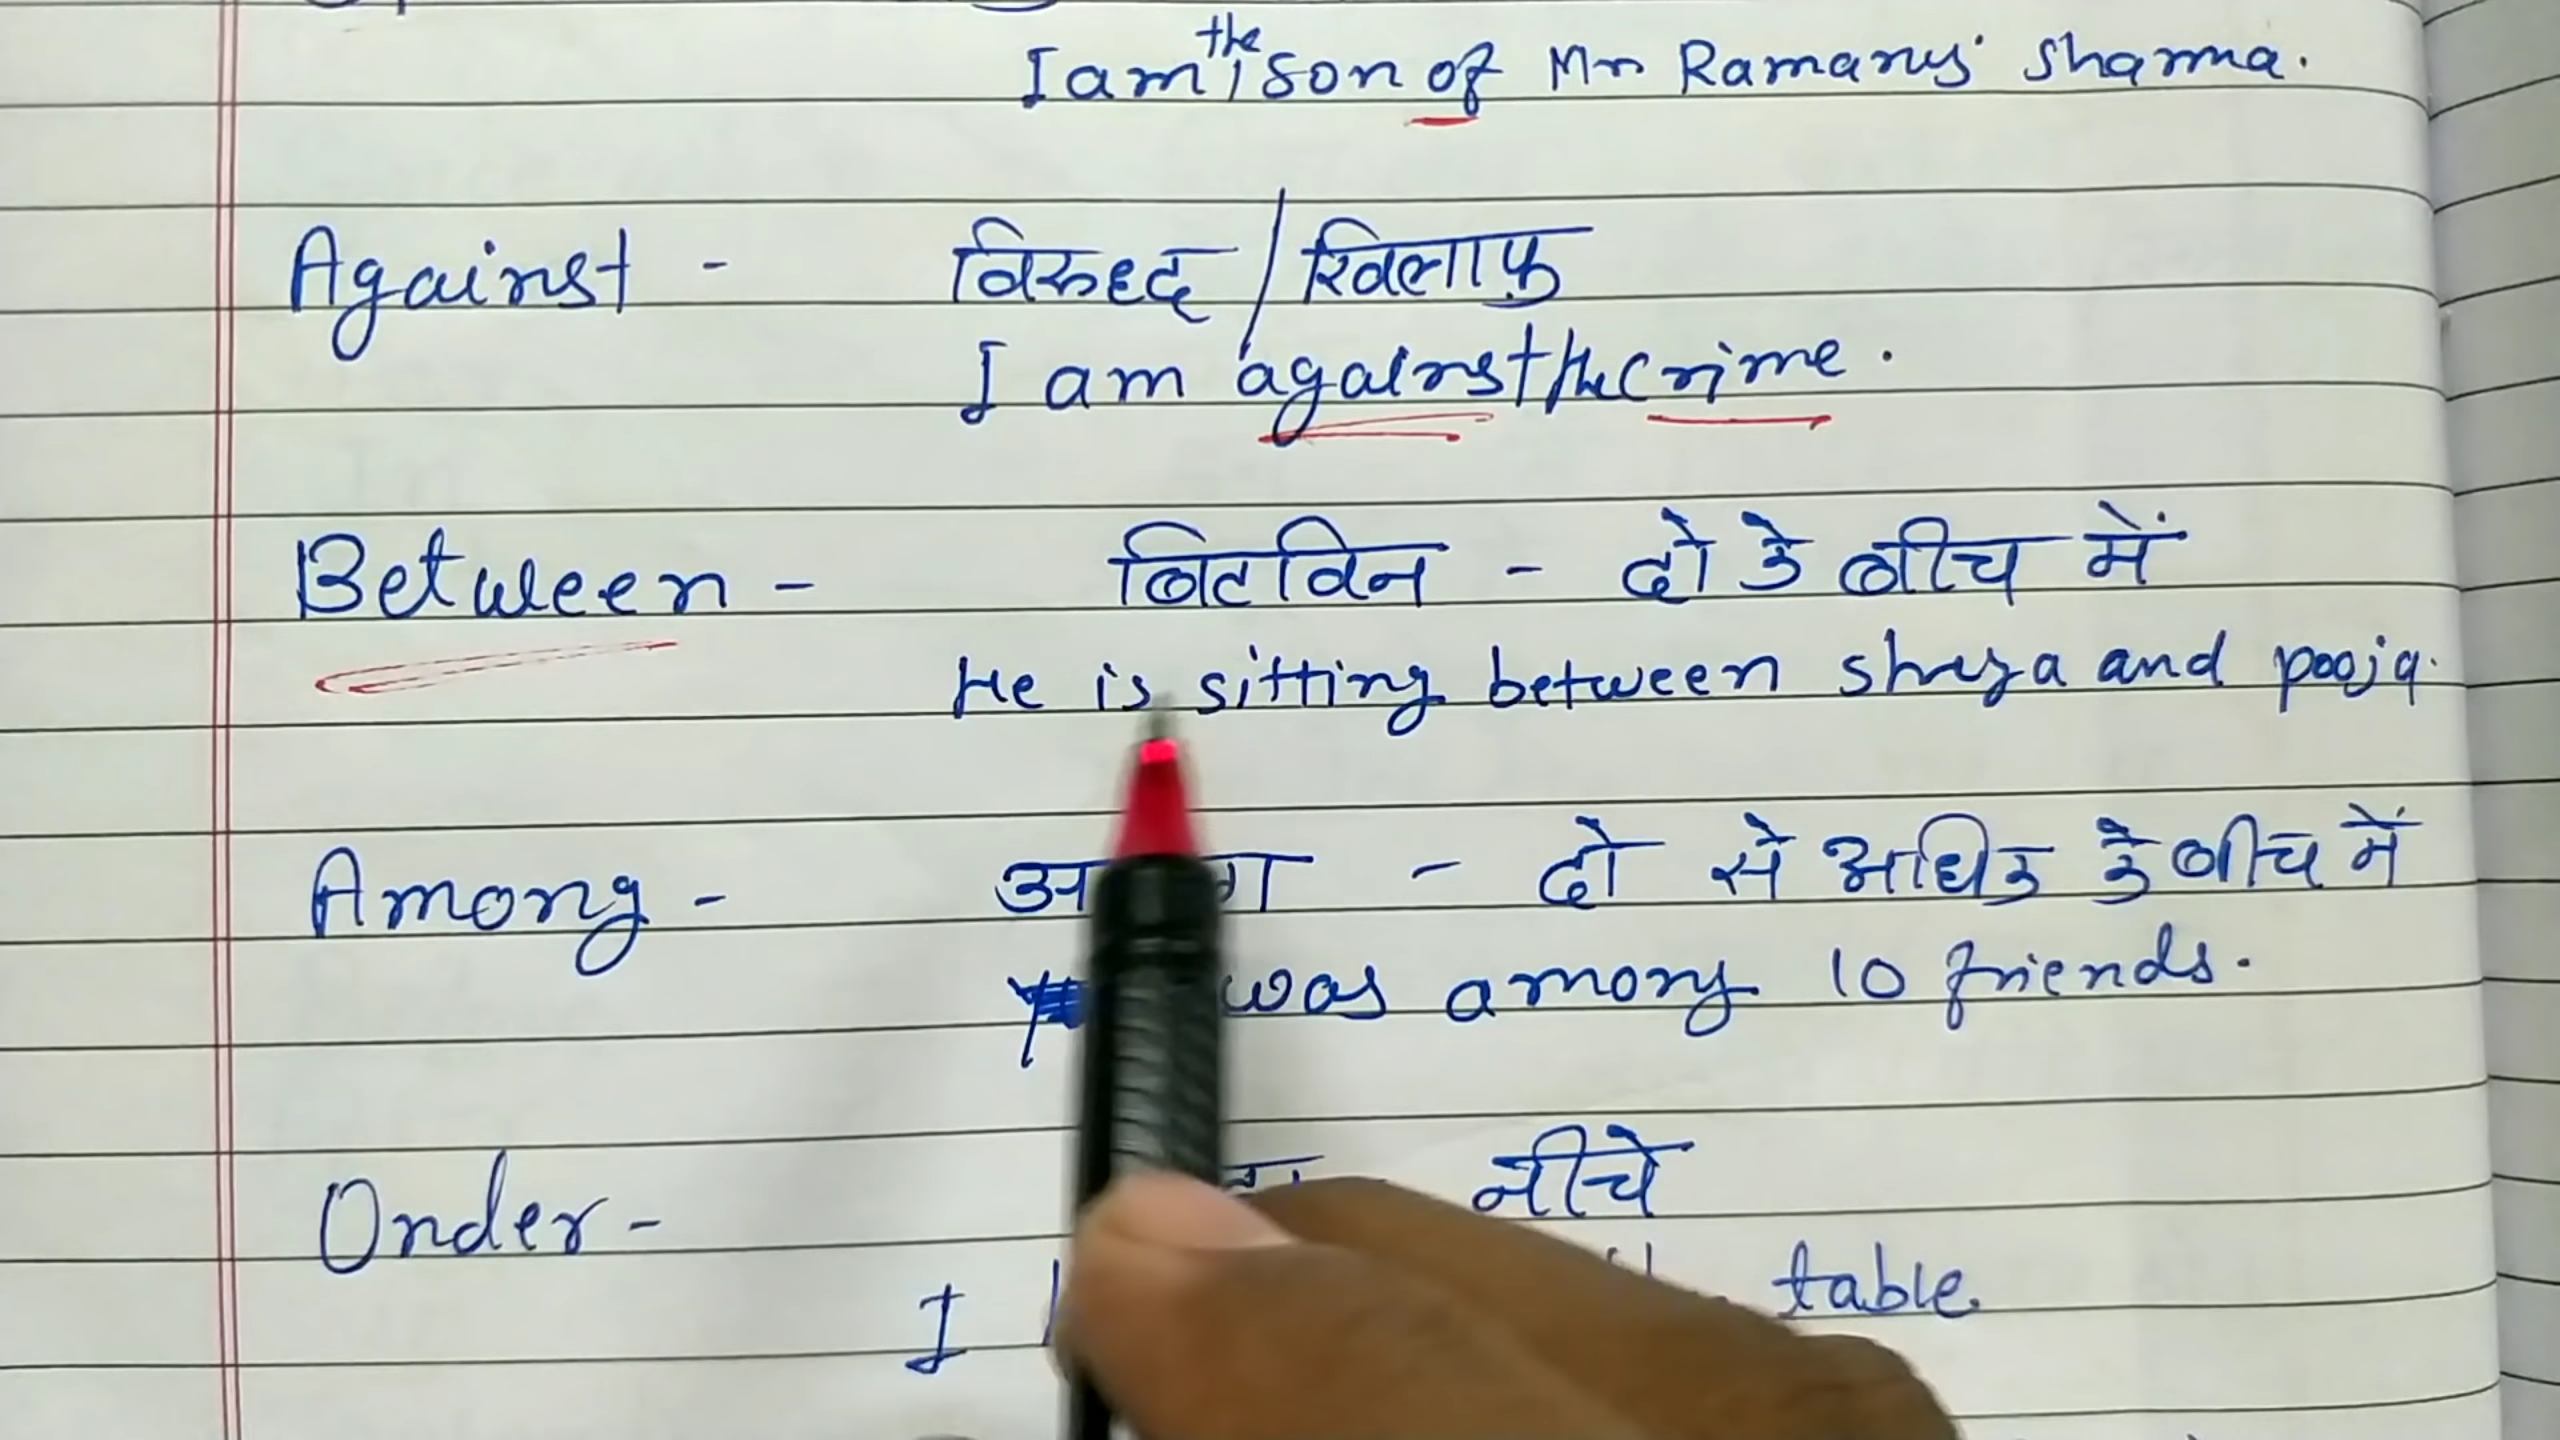 I am the son of Mr Ramanuj Sharma.
Against - विरुध्द / खिलाफ़
I am against the crime.
Between - बिटविन - दो के बीच में
He is sitting between shreya and pooja.
Among - - दो से अधिक के बीच में
was among 10 friends.
Under - नीचे
I table.